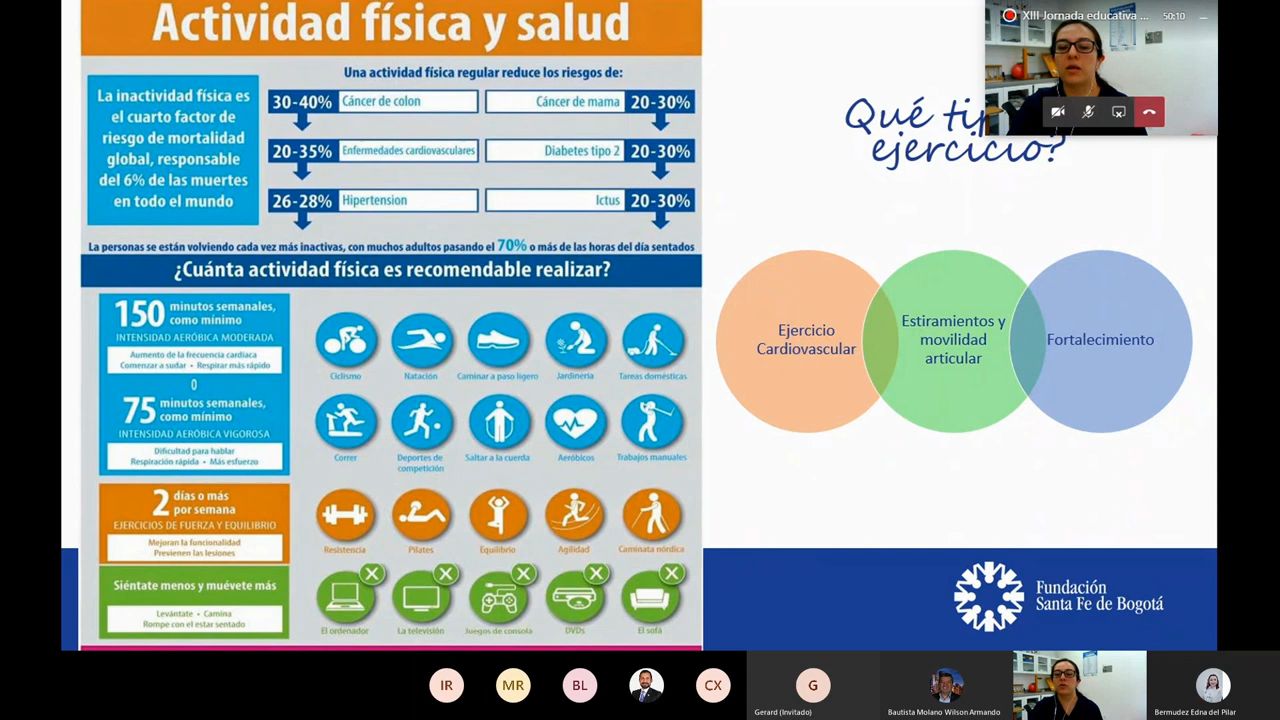 Actividad física y salud
La inactividad física es
el cuarto factor de
riesgo de mortalidad
global, responsable
del 6% de las muertes
en todo el mundo
Una actividad física regular reduce los riesgos de:
30-40% Cáncer de colon
Cáncer de mama 20-30%
20-35% Enfermedades cardiovasculares
Diabetes tipo 2 20-30%
26-28% Hipertension
Ictus 20-30%
La personas se están volviendo cada vez más inactivas, con muchos adultos pasando el 70% o más de las horas del día sentados
¿Cuánta actividad física es recomendable realizar?
150 minutos semanales,
como mínimo
INTENSIDAD AERÓBICA MODERADA
Aumento de la frecuencia cardíaca
Comenzar a sudar • Respirar más rápido
O
75 minutos semanales,
como mínimo
INTENSIDAD AERÓBICA VIGOROSA
Dificultad para hablar
Respiración rápida • Más esfuerzo
Ciclismo
Natación
Caminar a paso ligero
Jardinería
Tareas domésticas
Correr
Deportes de
competición
Saltar a la cuerda
Aeróbicos
Trabajos manuales
2 días o más
por semana
EJERCICIOS DE FUERZA Y EQUILIBRIO
Mejoran la funcionalidad
Previenen las lesiones
Resistencia
Pilates
Equilibrio
Agilidad
Caminata nórdica
Siéntate menos y muévete más
Levántate • Camina
Rompe con el estar sentado
El ordenador
La televisión
Juegos de consola
DVDs
El sofá
XIII Jornada educativa ...
50:10
Qué
ejercicio?
Ejercicio
Cardiovascular
Estiramientos y
movilidad
articular
Fortalecimiento
Fundación
Santa Fe de Bogotá
IR
MR
BL
CX
G
Gerard (Invitado)
Bautista Molano Wilson Armando
Bermudez Edna del Pilar